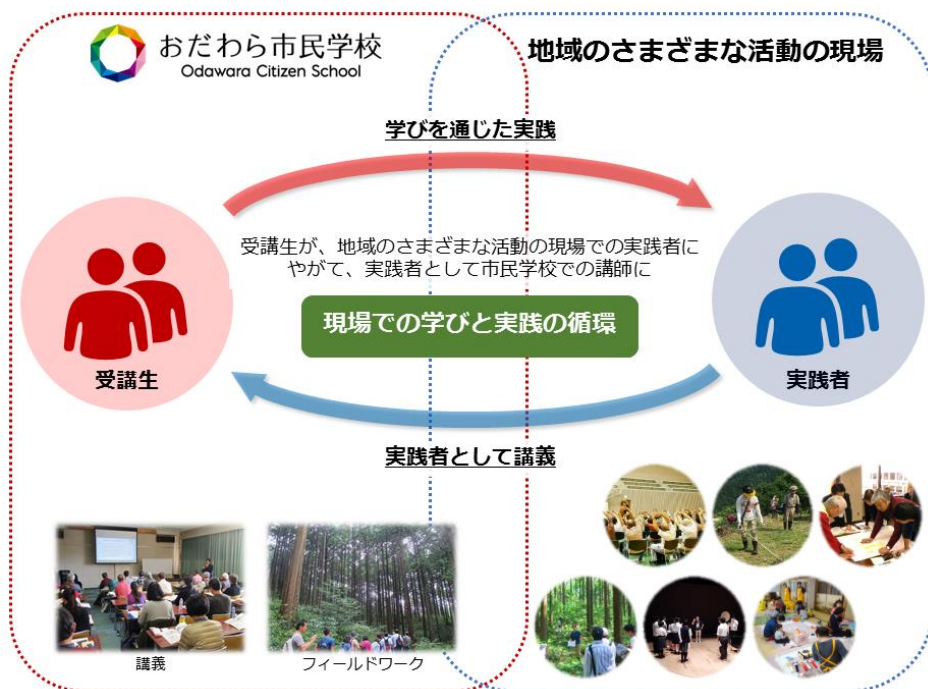 おだわら市民学校
Odawara Citizen School
地域のさまざまな活動の現場
学びを通じた実践
受講生が、地域のさまざまな活動の現場での実践者に
やがて、実践者として市民学校での講師に
現場での学びと実践の循環
受講生
実践者
実践者として講義
講義
フィールドワーク